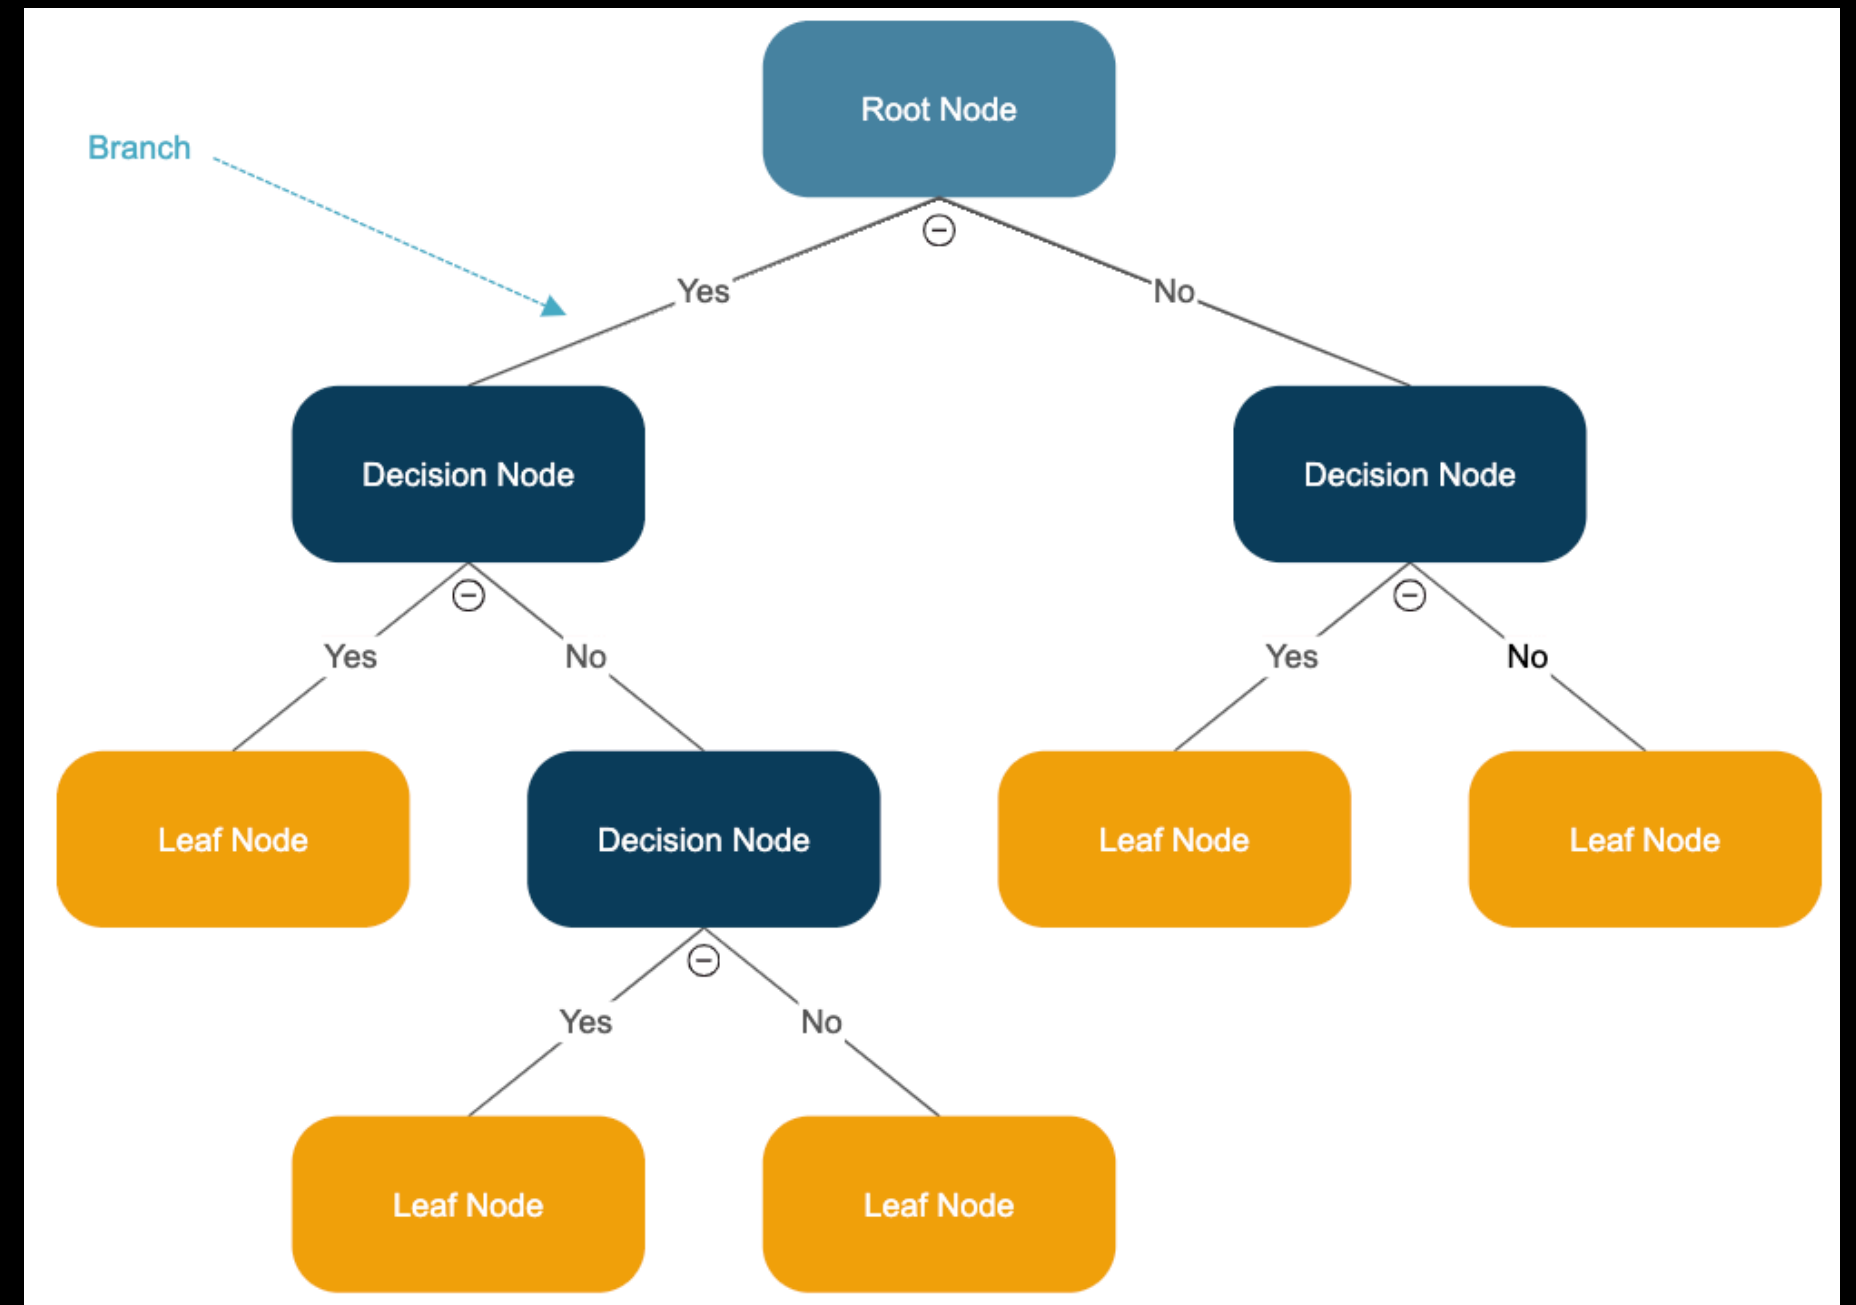 Root Node
Branch
Yes
No
Decision Node
Decision Node
Yes
No
Yes
No
Leaf Node
Decision Node
Leaf Node
Leaf Node
Yes
No
Leaf Node
Leaf Node